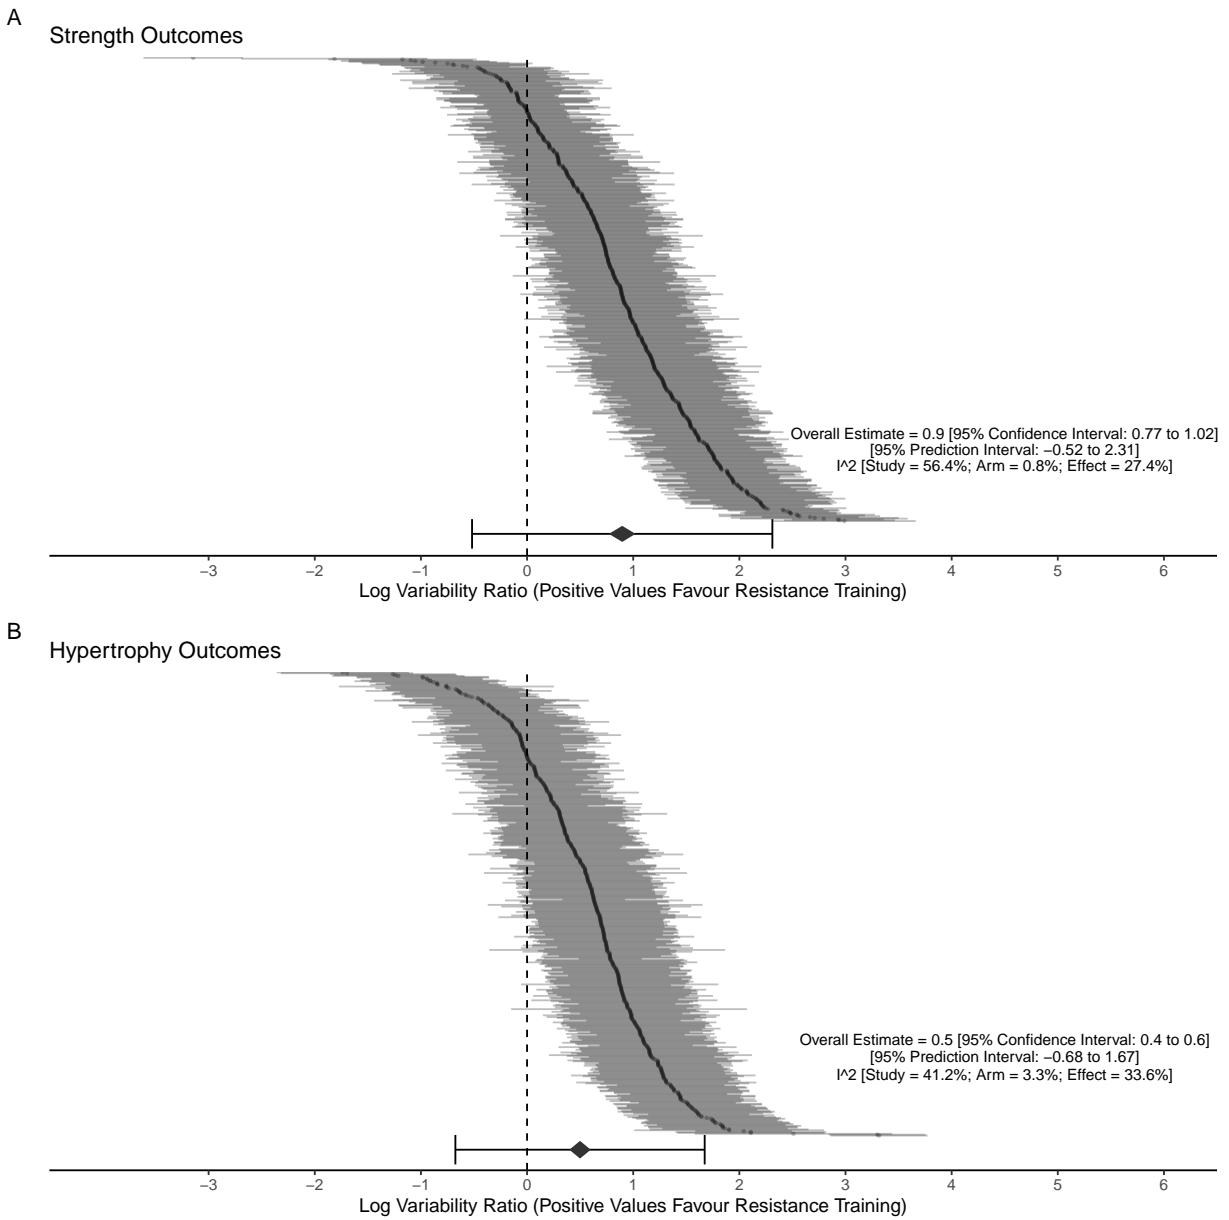 A
Strength Outcomes
Overall Estimate = 0.9 [95% Confidence Interval: 0.77 to 1.02]
[95% Prediction Interval: −0.52 to 2.31]
I^2 [Study = 56.4%; Arm = 0.8%; Effect = 27.4%]
−3 −2 −1 0 1 2 3 4 5 6
Log Variability Ratio (Positive Values Favour Resistance Training)
B
Hypertrophy Outcomes
Overall Estimate = 0.5 [95% Confidence Interval: 0.4 to 0.6]
[95% Prediction Interval: −0.68 to 1.67]
I^2 [Study = 41.2%; Arm = 3.3%; Effect = 33.6%]
−3 −2 −1 0 1 2 3 4 5 6
Log Variability Ratio (Positive Values Favour Resistance Training)